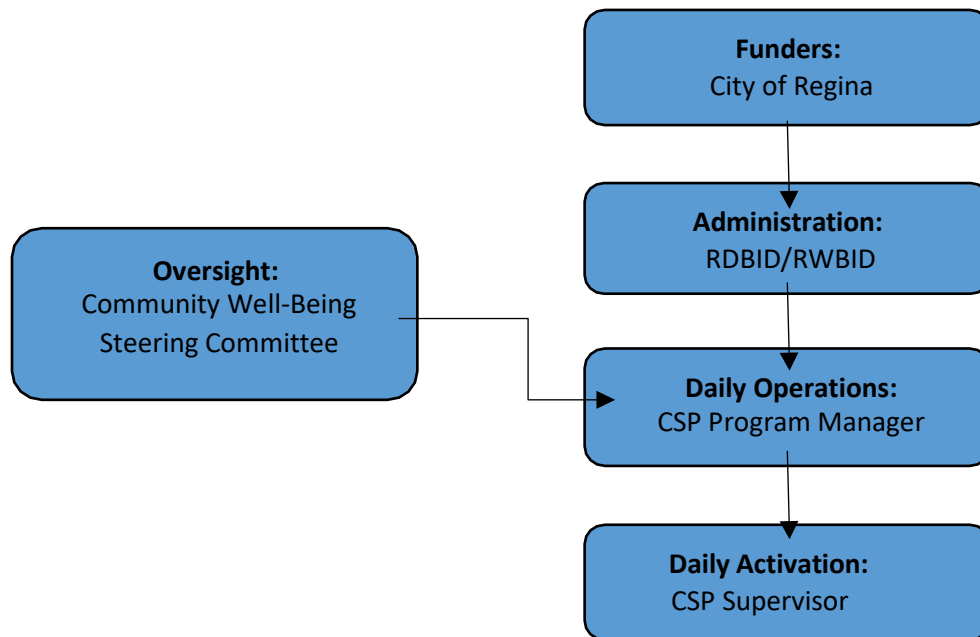 Funders:
City of Regina
Administration:
RDBID/RWBID
Oversight:
Community Well-Being
Steering Committee
Daily Operations:
CSP Program Manager
Daily Activation:
CSP Supervisor